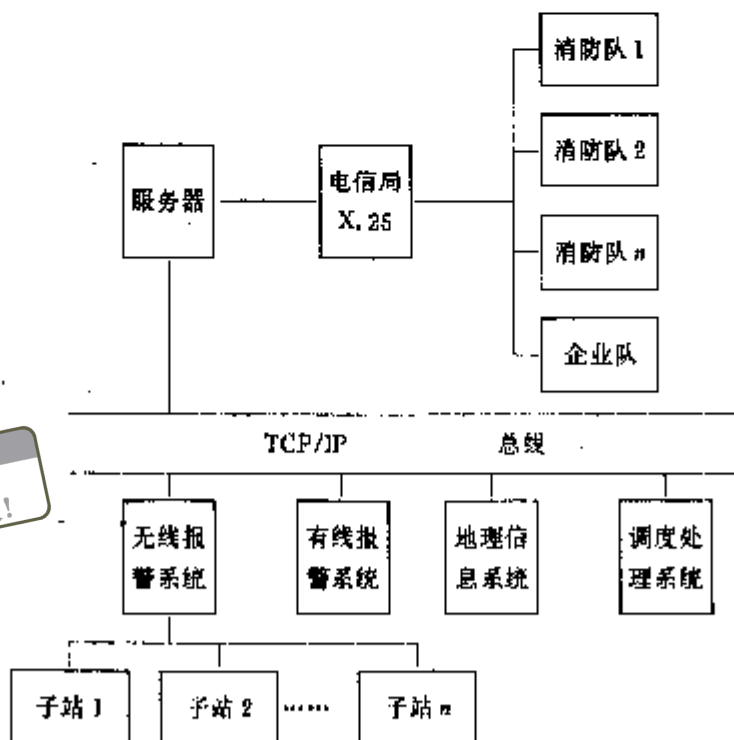 消防队 1
消防队 2
服务器
电信局
X.25
消防队 n
企业队
TCP/IP 总线
无线报
警系统
有线报
警系统
地理信
息系统
调度处
理系统
子站 1
子站 2
……
子站 n